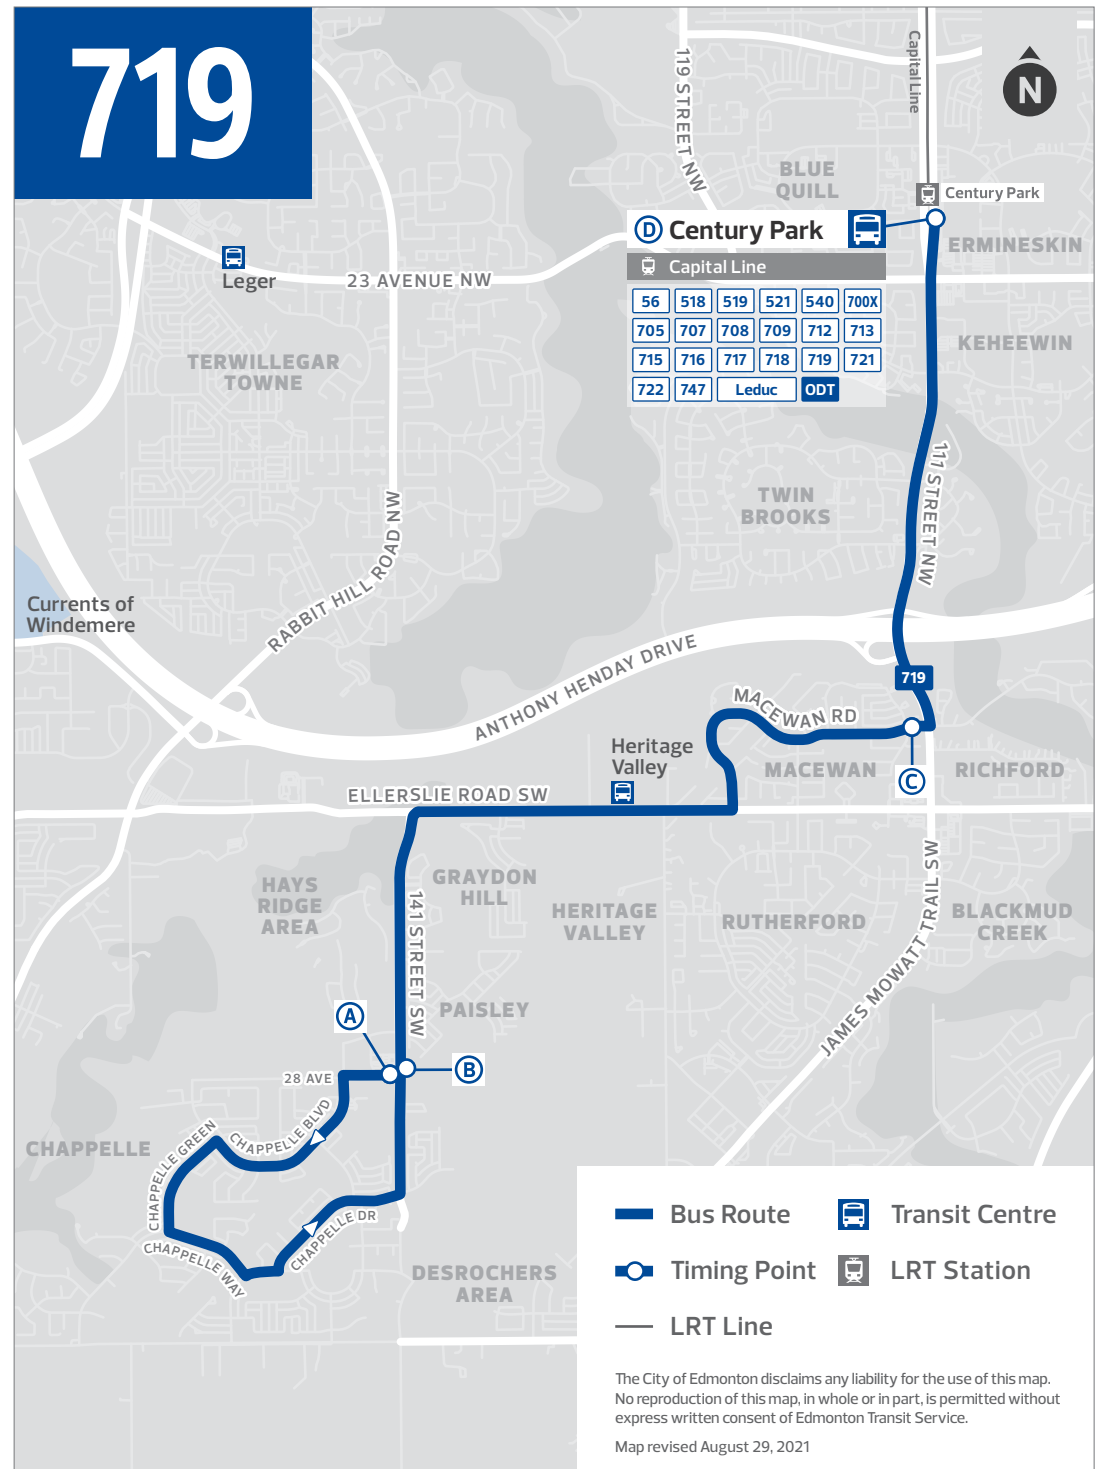 719
119 STREET NW
Capital Line
N
BLUE
QUILL
Century Park
D Century Park
ERMINESKIN
Capital Line
Leger
23 AVENUE NW
56 518 519 521 540 700X
705 707 708 709 712 713
715 716 717 718 719 721
722 747 Leduc ODT
KEHEEWIN
TERWILLEGAR
TOWNE
111 STREET NW
TWIN
BROOKS
RABBIT HILL ROAD NW
Currents of
Windemere
ANTHONY HENDAY DRIVE
719
MACEWAN RD
Heritage
Valley
MACEWAN
C
RICHFORD
ELLERSLIE ROAD SW
HAYS
RIDGE
AREA
GRAYDON
HILL
141 STREET SW
HERITAGE
VALLEY
RUTHERFORD
JAMES MOWATT TRAIL SW
BLACKMUD
CREEK
PAISLEY
A
B
28 AVE
CHAPPELLE BLVD
CHAPPELLE GREEN
CHAPPELLE
CHAPPELLE DR
CHAPPELLE WAY
DESROCHERS
AREA
Bus Route
Transit Centre
Timing Point
LRT Station
LRT Line
The City of Edmonton disclaims any liability for the use of this map.
No reproduction of this map, in whole or in part, is permitted without
express written consent of Edmonton Transit Service.
Map revised August 29, 2021